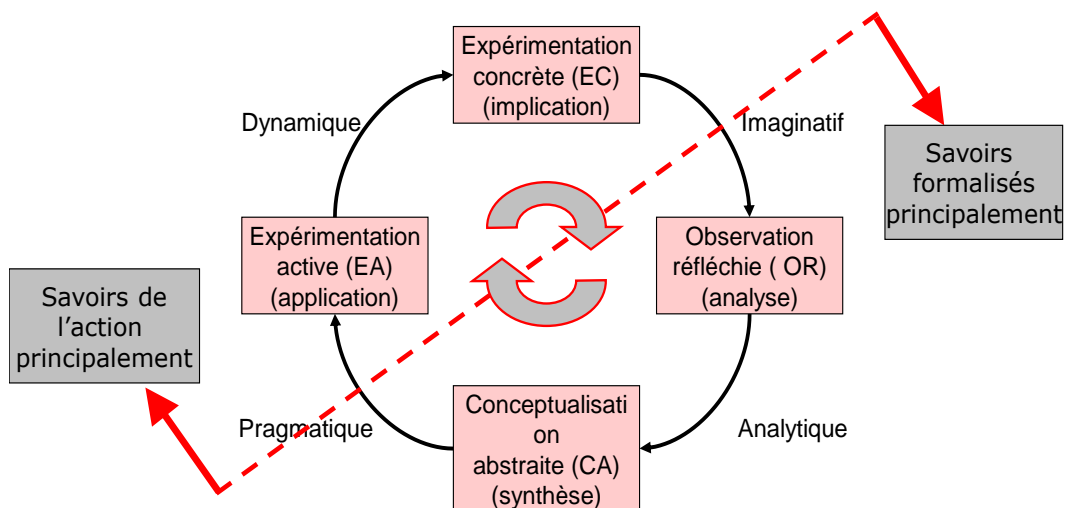 Expérimentation
concrète (EC)
(implication)
Dynamique
Imaginatif
Savoirs
formalisés
principalement
Expérimentation
active (EA)
(application)
Observation
réfléchie ( OR)
(analyse)
Savoirs de
l’action
principalement
Pragmatique
Conceptualisati
on
abstraite (CA)
(synthèse)
Analytique